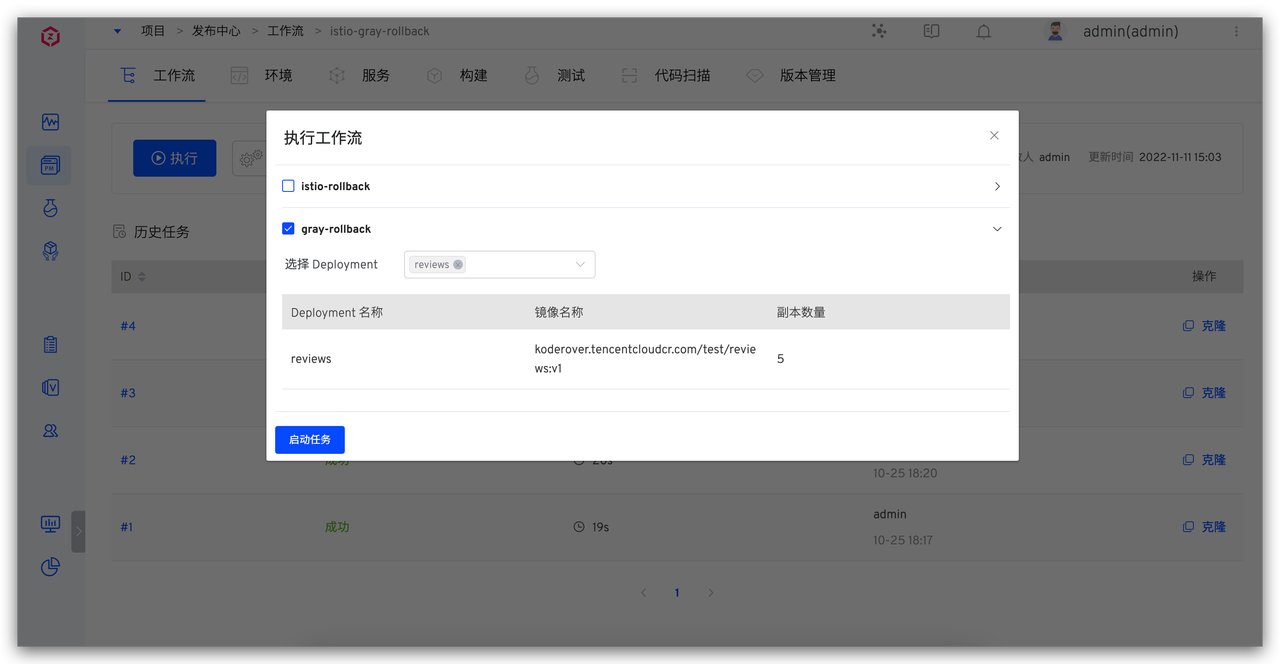 项目 > 发布中心 > 工作流 > istio-gray-rollback
admin(admin)
工作流 环境 服务 构建 测试 代码扫描 版本管理
执行工作流
执行
人 admin 更新时间 2022-11-11 15:03
istio-rollback
gray-rollback
历史任务
选择 Deployment reviews
ID 操作
Deployment 名称 镜像名称 副本数量
#4 克隆
reviews koderover.tencentcloudcr.com/test/revie
ws:v1 5
#3 克隆
启动任务
#2 成功 克隆
10-25 18:20
#1 成功 19s admin 克隆
10-25 18:17
1